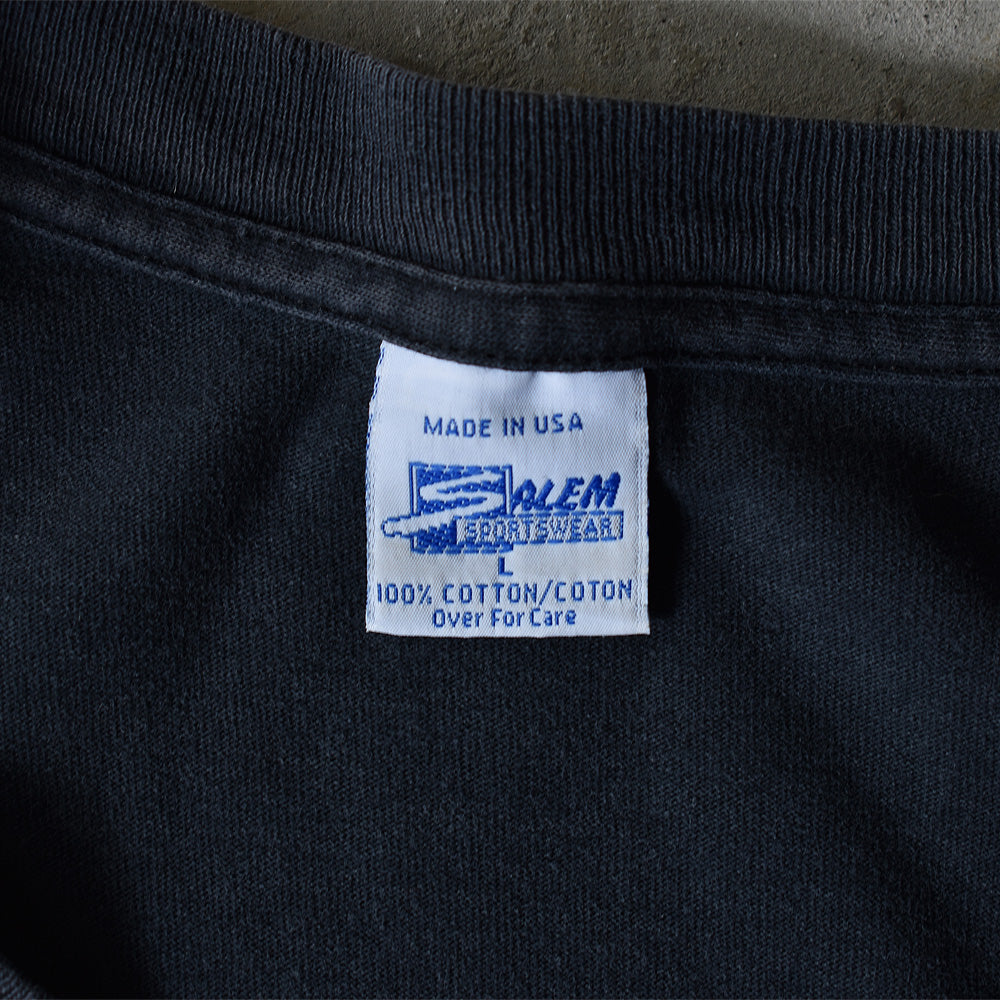 MADE IN USA
SALEM
SPORTSWEAR
L
100% COTTON/COTON
Over For Care